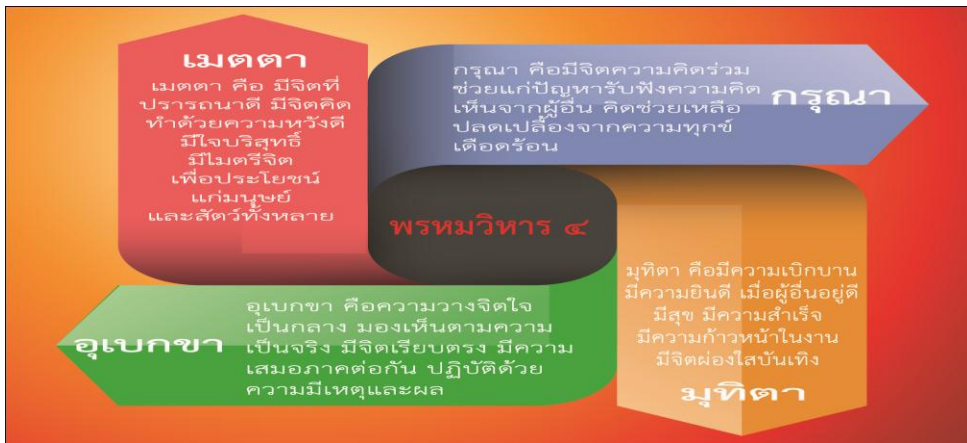 เมตตา
เมตตา คือ มีจิตที่
ปรารถนาดี มีจิตคิด
ทำด้วยความหวังดี
มีใจบริสุทธิ์
มีไมตรีจิต
เพื่อประโยชน์
แก่มนุษย์
และสัตว์ทั้งหลาย
กรุณา คือมีจิตความคิดร่วม
ช่วยแก่ปัญหารับฟังความคิด
เห็นจากผู้อื่น คิดช่วยเหลือ
ปลดเปลื้องจากความทุกข์
เดือดร้อน
กรุณา
พรหมวิหาร ๔
มุทิตา คือมีความเบิกบาน
มีความยินดี เมื่อผู้อื่นอยู่ดี
มีสุข มีความสำเร็จ
มีความก้าวหน้าในงาน
มีจิตผ่องใสบันเทิง
มุทิตา
อุเบกขา
อุเบกขา คือความวางจิตใจ
เป็นกลาง มองเห็นตามความ
เป็นจริง มีจิตเรียบตรง มีความ
เสมอภาคต่อกัน ปฏิบัติด้วย
ความมีเหตุและผล